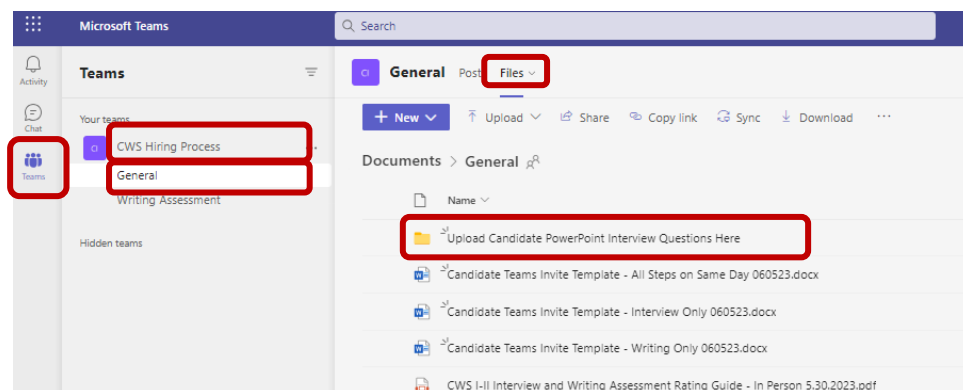 Microsoft Teams
Search
Activity
Chat
Teams
Teams
Your teams
CI
CWS Hiring Process
General
Writing Assessment
Hidden teams
CI General Post Files
New Upload Share Copy link Sync Download
Documents > General
Name
Upload Candidate PowerPoint Interview Questions Here
Candidate Teams Invite Template - All Steps on Same Day 060523.docx
Candidate Teams Invite Template - Interview Only 060523.docx
Candidate Teams Invite Template - Writing Only 060523.docx
CWS I-II Interview and Writing Assessment Rating Guide - In Person 5.30.2023.pdf